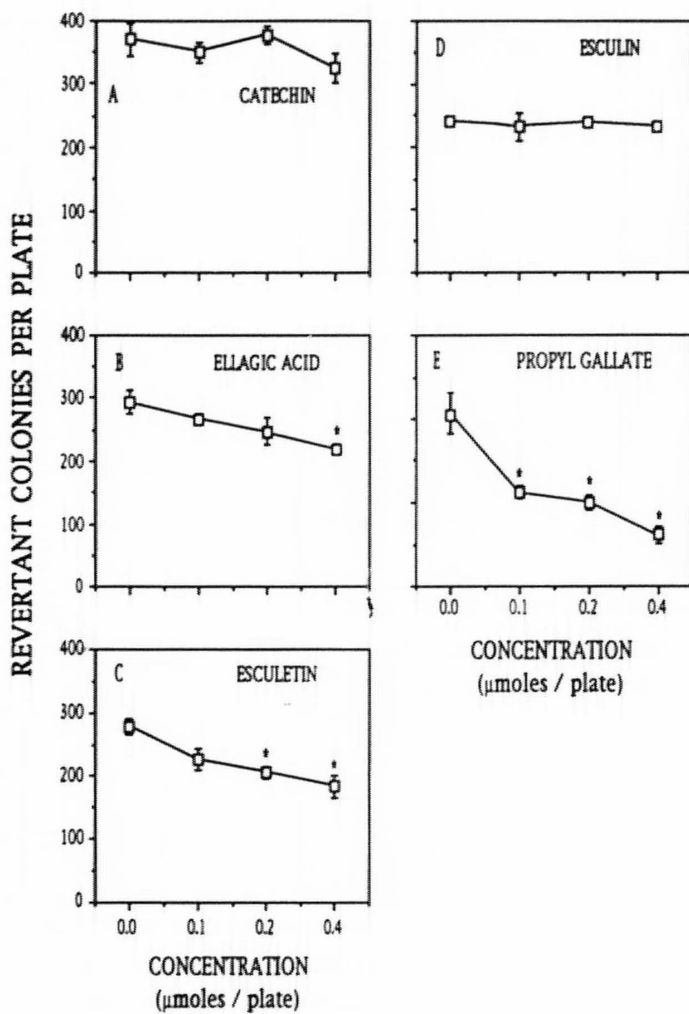 REVERTANT COLONIES PER PLATE
400
300
200
100
0
A
CATECHIN
D
ESCULIN
400
300
200
100
0
B
ELLAGIC ACID
*
E
PROPYL GALLATE
*
*
*
0.0 0.1 0.2 0.4
CONCENTRATION
(μmoles / plate)
400
300
200
100
0
C
ESCULETIN
*
*
0.0 0.1 0.2 0.4
CONCENTRATION
(μmoles / plate)